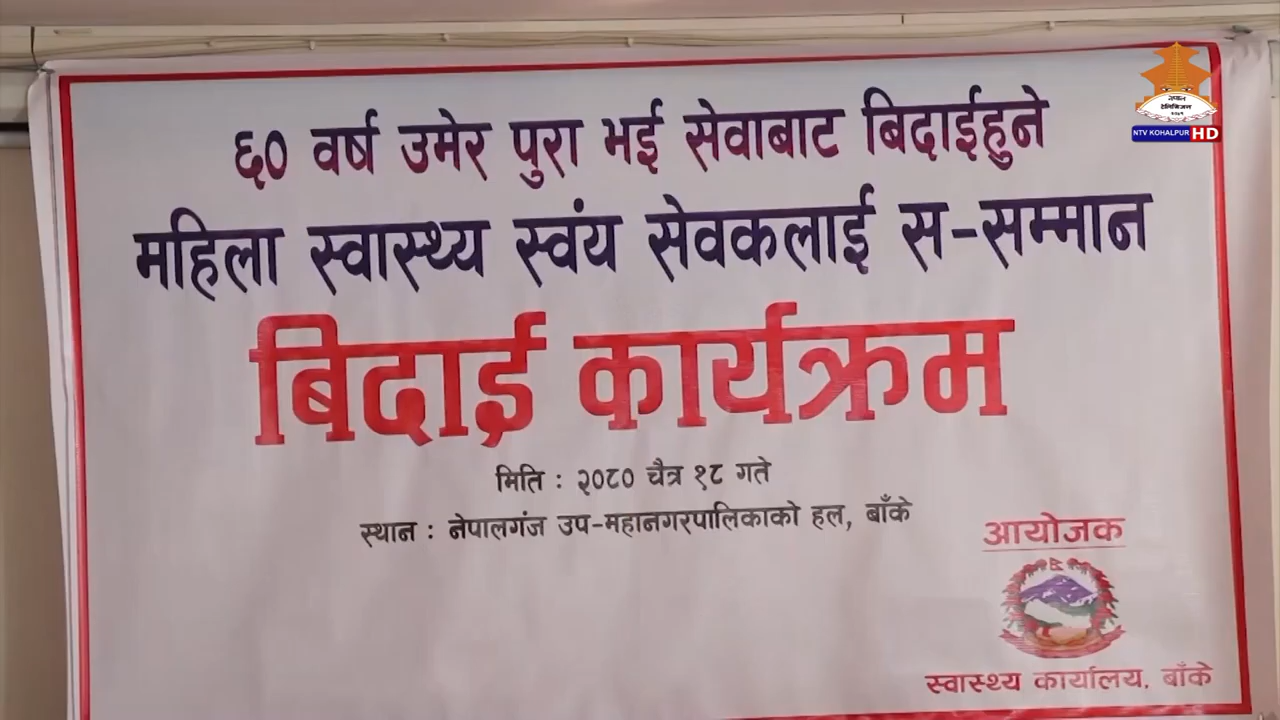 ६० वर्ष उमेर पुरा भई सेवाबाट बिदाईहुने
महिला स्वास्थ्य स्वंय सेवकलाई स-सम्मान
बिदाई कार्यक्रम
मिति : २०८० चैत्र १८ गते
स्थान : नेपालगंज उप-महानगरपालिकाको हल, बाँके
आयोजक
स्वास्थ्य कार्यालय, बाँके
नेपाल
टेलिभिजन
NTV KOHALPUR HD